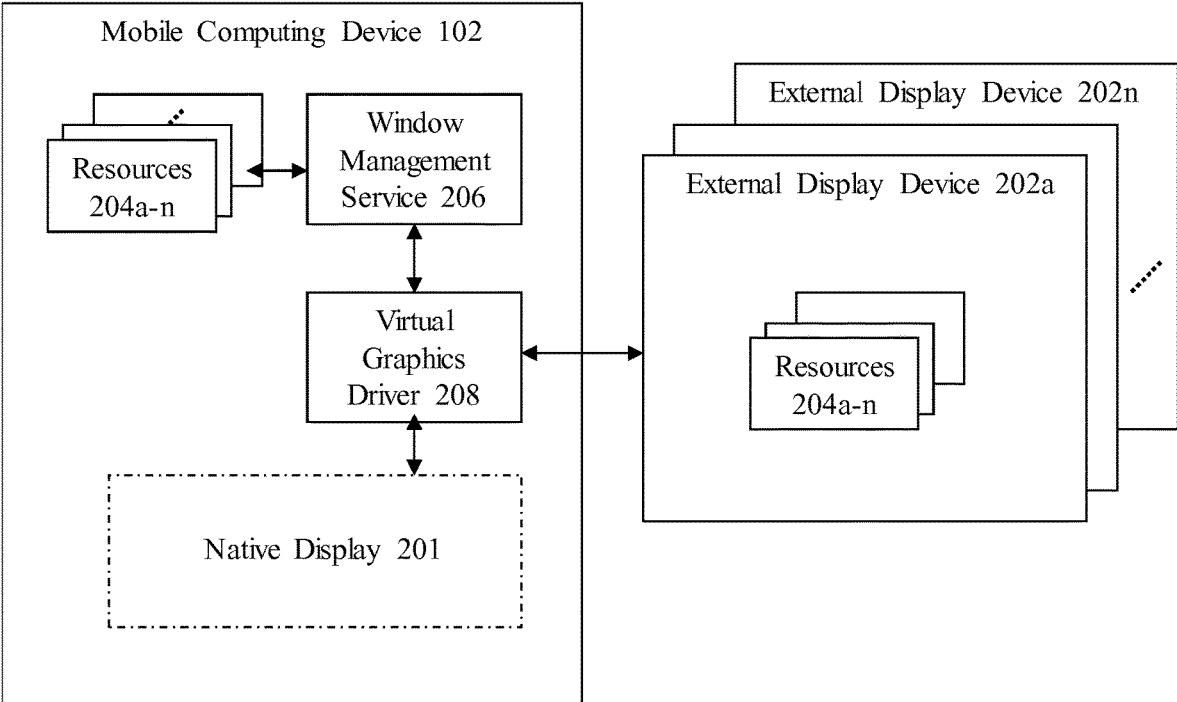 Mobile Computing Device 102
Resources
204a-n
Window
Management
Service 206
Virtual
Graphics
Driver 208
Native Display 201
External Display Device 202n
External Display Device 202a
Resources
204a-n